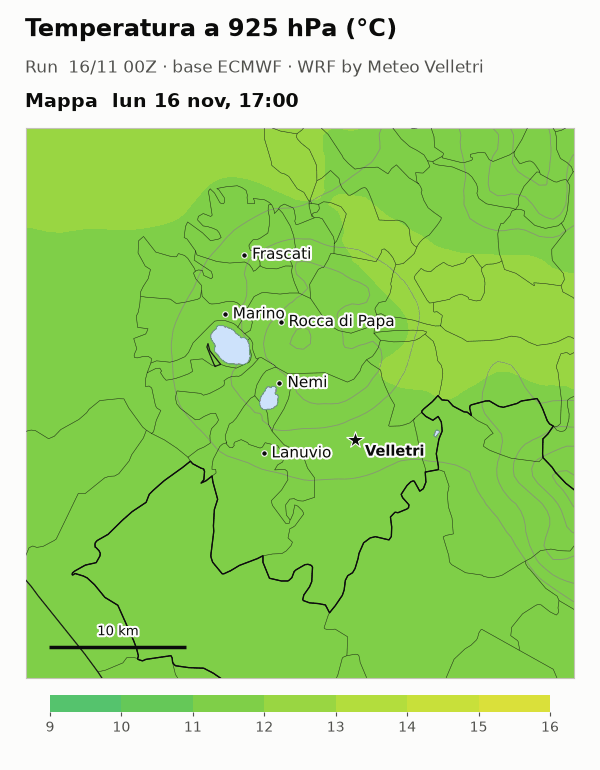 Temperatura a 925 hPa (°C)
Run  16/11 00Z · base ECMWF · WRF by Meteo Velletri
Mappa  lun 16 nov, 17:00
Frascati
Marino
Rocca di Papa
Nemi
Velletri
Lanuvio
10 km
9 10 11 12 13 14 15 16